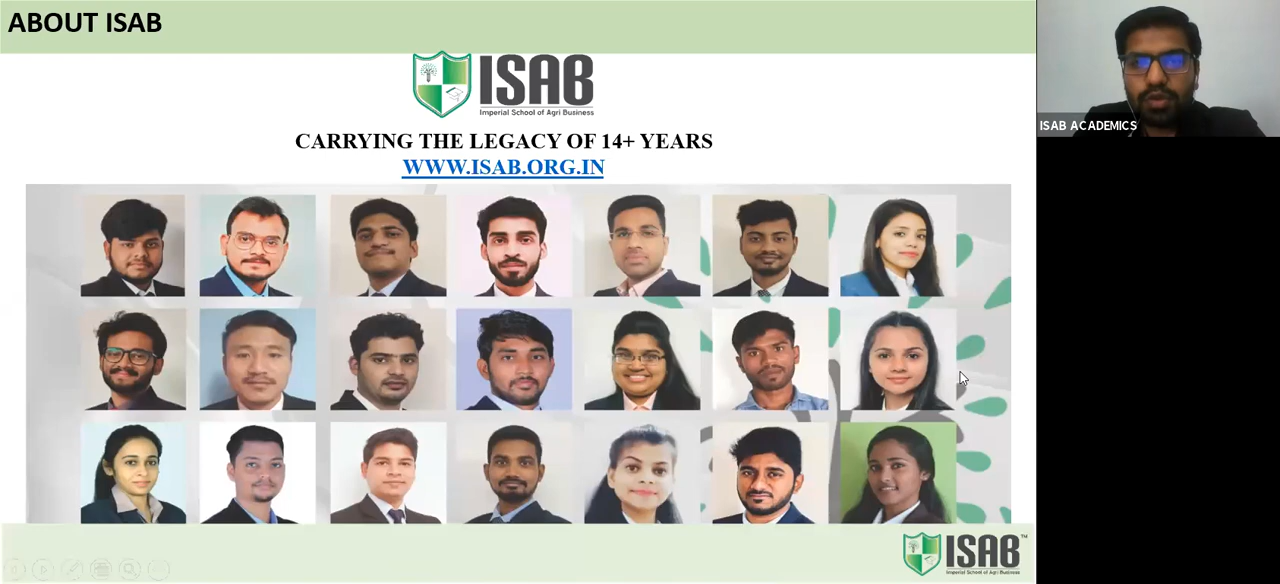 ABOUT ISAB
ISAB
Imperial School of Agri Business
CARRYING THE LEGACY OF 14+ YEARS
WWW.ISAB.ORG.IN
ISAB ACADEMICS
ISAB™
Imperial School of Agri Business